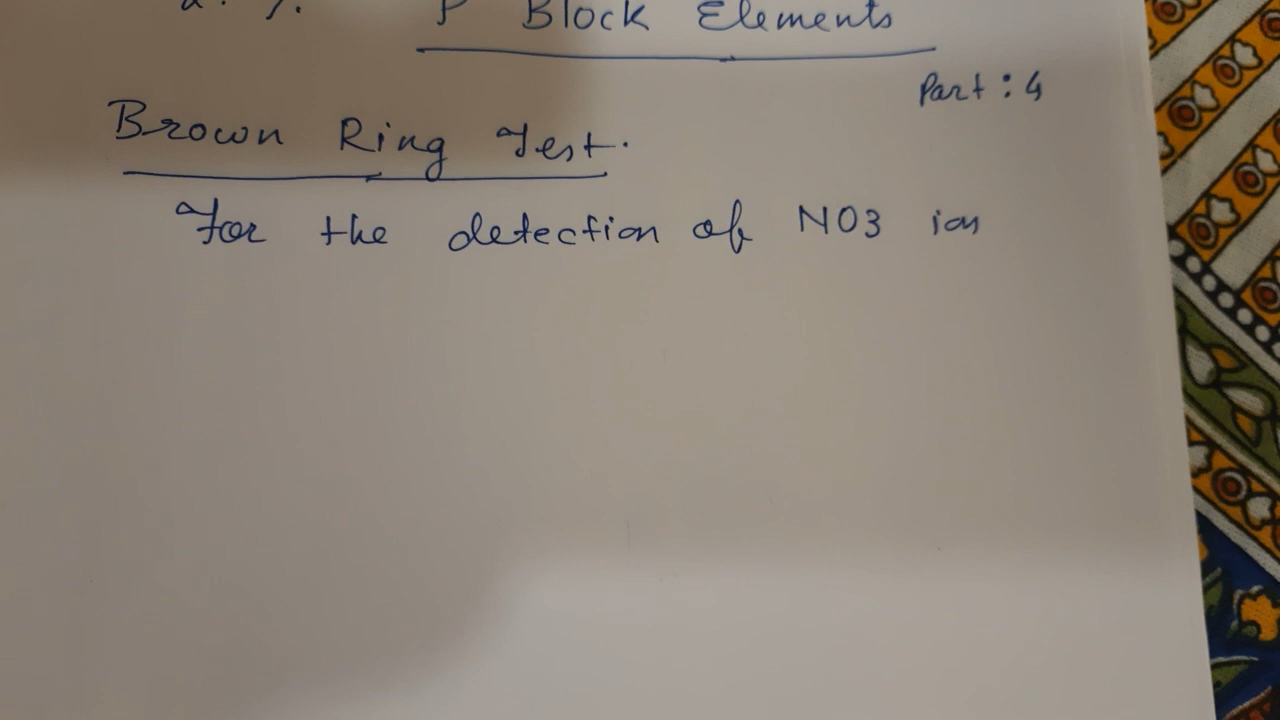 P Block Elements
Part : 4
Brown Ring Test.
For the detection of NO3 ion